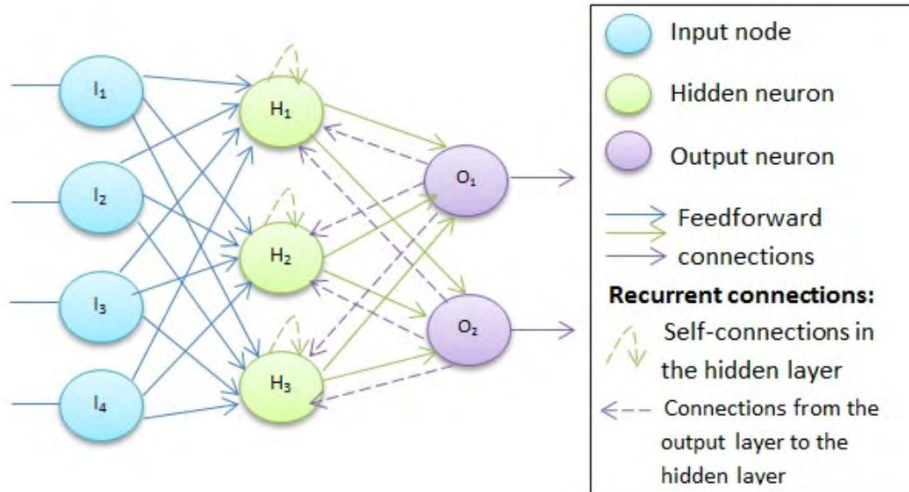 I₁
I₂
I₃
I₄
H₁
H₂
H₃
O₁
O₂
Input node
Hidden neuron
Output neuron
Feedforward
connections
Recurrent connections:
Self-connections in
the hidden layer
Connections from the
output layer to the
hidden layer